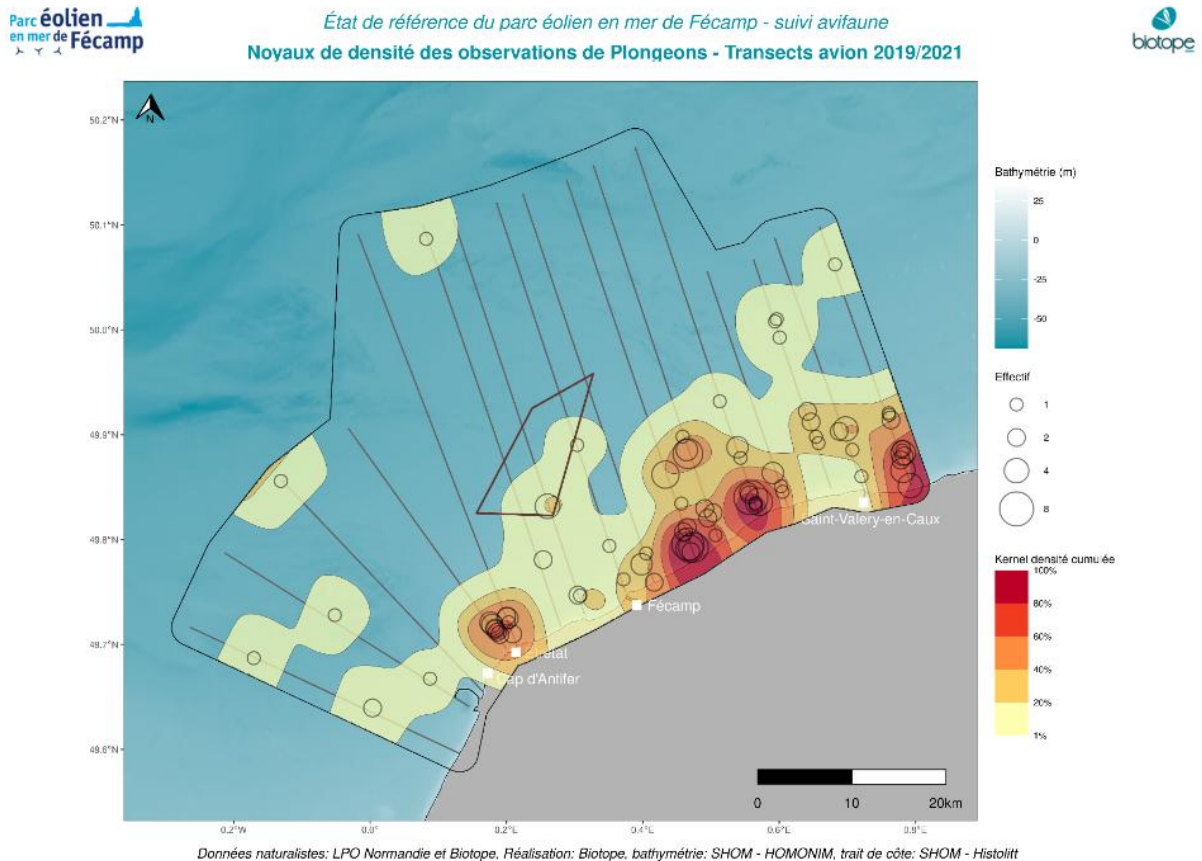 Parc éolien
en mer de Fécamp
État de référence du parc éolien en mer de Fécamp - suivi avifaune
Noyaux de densité des observations de Plongeons - Transects avion 2019/2021
biotope
N
50.2°N
50.1°N
50.0°N
49.9°N
49.8°N
49.7°N
49.6°N
Saint-Valery-en-Caux
Fécamp
Cap d'Antifer
0 10 20km
0.2°W 0.0° 0.2°E 0.4°E 0.6°E 0.8°E
Bathymétrie (m)
25
0
-25
-50
Effectif
1
2
4
8
Kernel densité cumulée
100%
80%
60%
40%
20%
1%
Données naturalistes: LPO Normandie et Biotope, Réalisation: Biotope, bathymétrie: SHOM - HOMONIM, trait de côte: SHOM - Histolitt